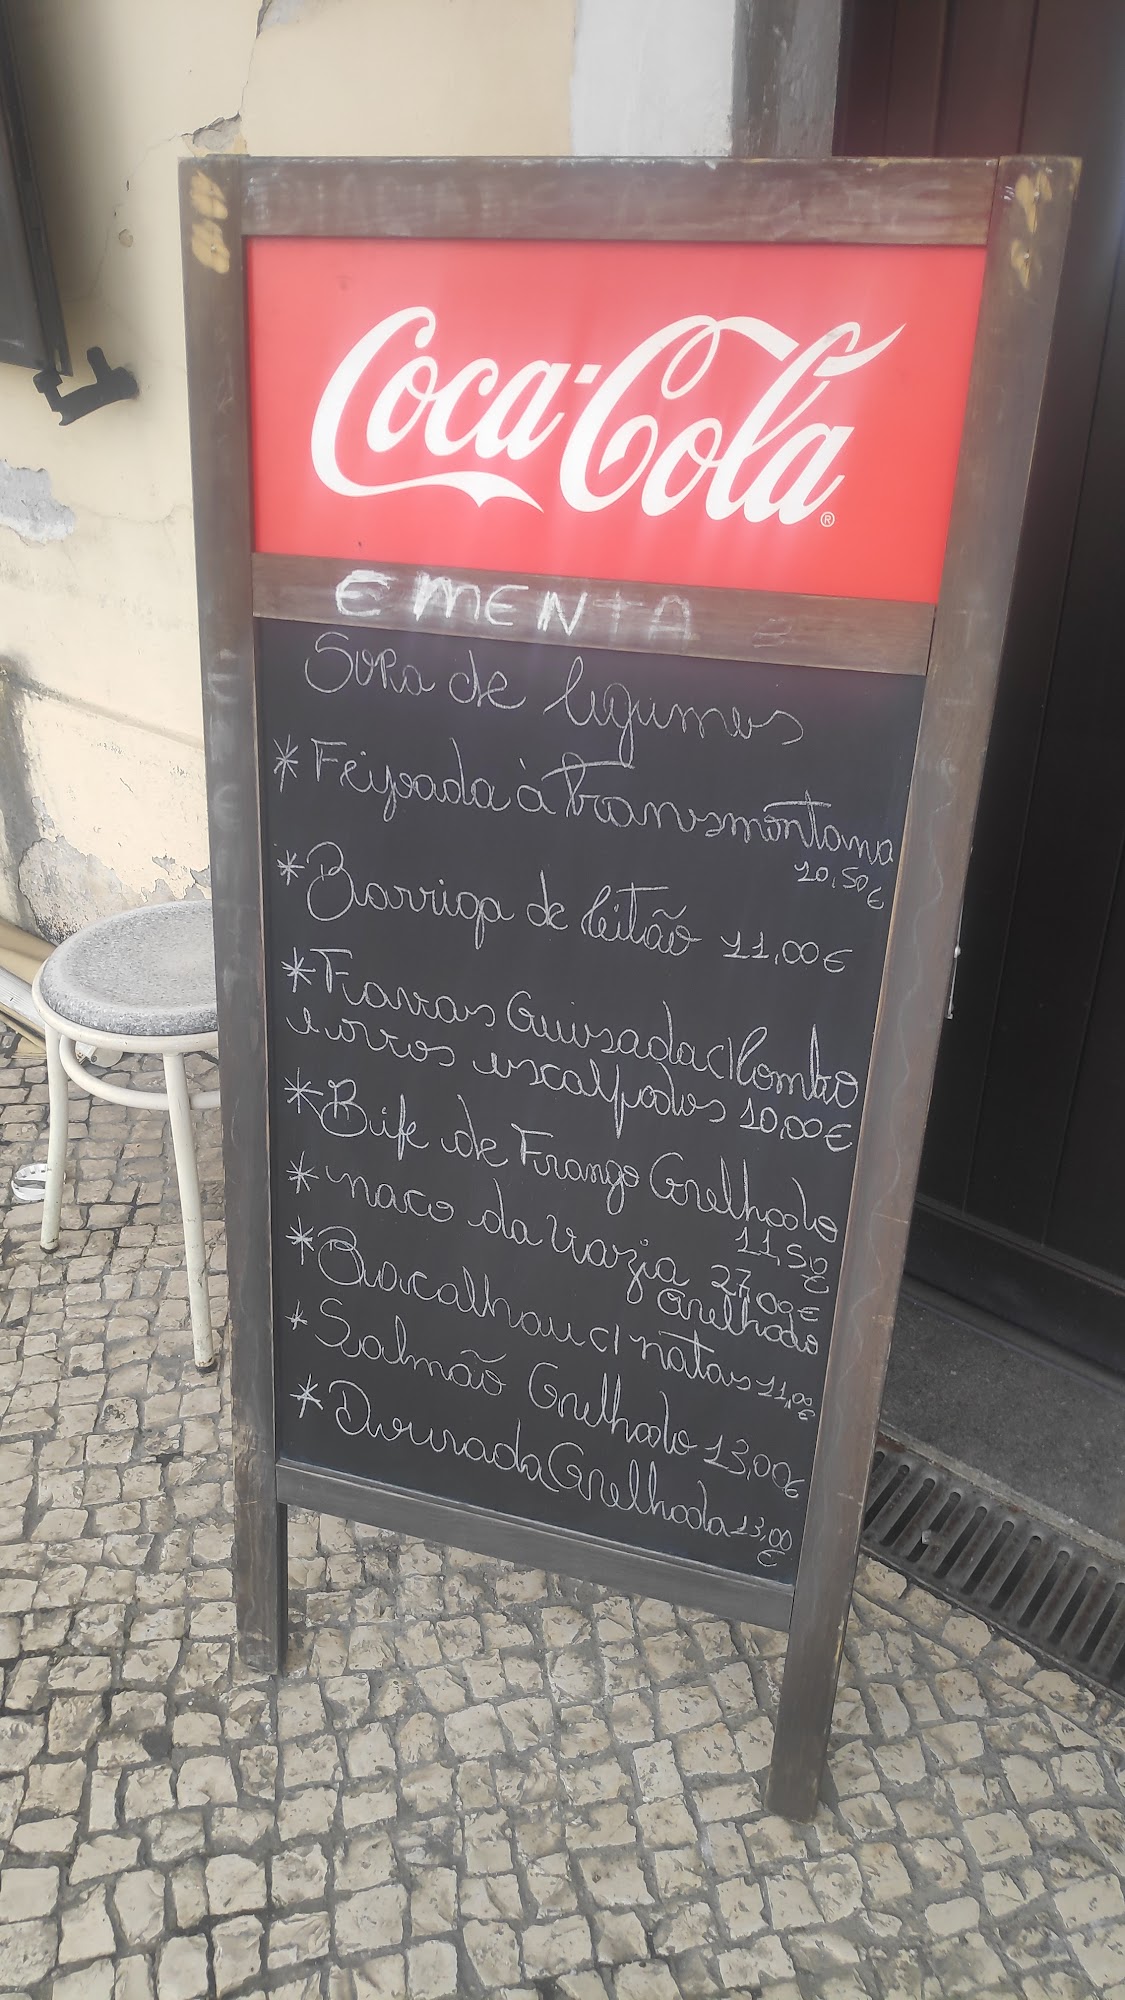 Coca-Cola®
EMENTA
Sopa de legumes
* Feijoada à transmontana
10,50€
* Barriga de leitão 11,00€
* Favas Guisada c/ lombo
e ovos escalfados 10,00€
* Bife de Frango Grelhado
11,50€
* naco da vazia 27,00€
Grelhado
* Bacalhau c/ natas 11,00€
* Salmão Grelhado 13,00€
* Dourada Grelhada 13,00€